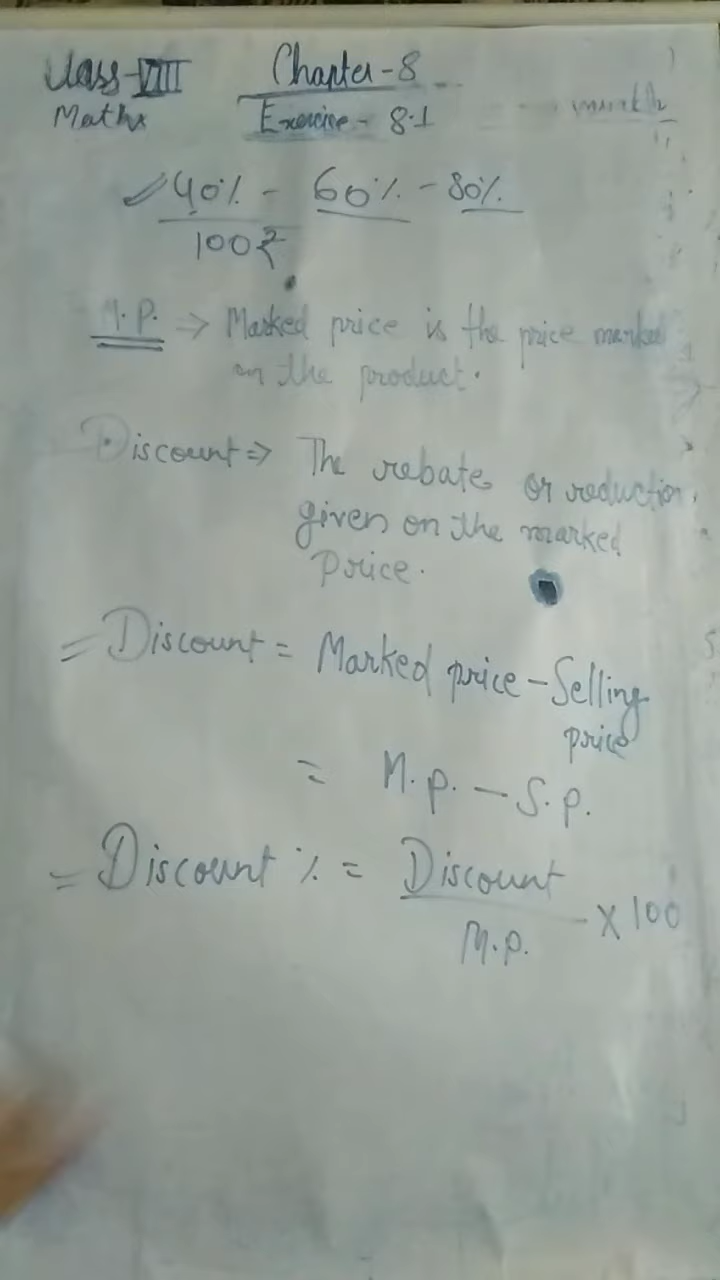 Class-VIII Chapter-8
Maths Exercise - 8.1
40% - 60% - 80%
100₹
M.P. ⇒ Marked price is the price marked
on the product.
Discount ⇒ The rebate or reduction
given on the marked
Price.
= Discount = Marked price - Selling
price
= M.p. - S.p.
= Discount % = Discount
M.p. × 100